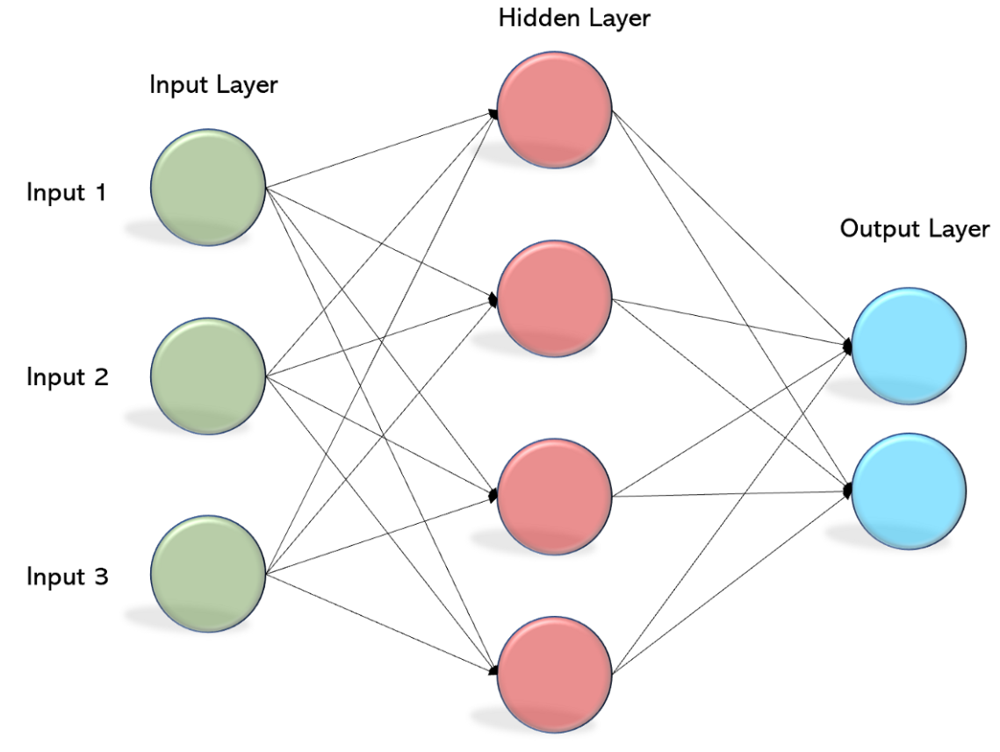 Hidden Layer
Input Layer
Input 1
Output Layer
Input 2
Input 3